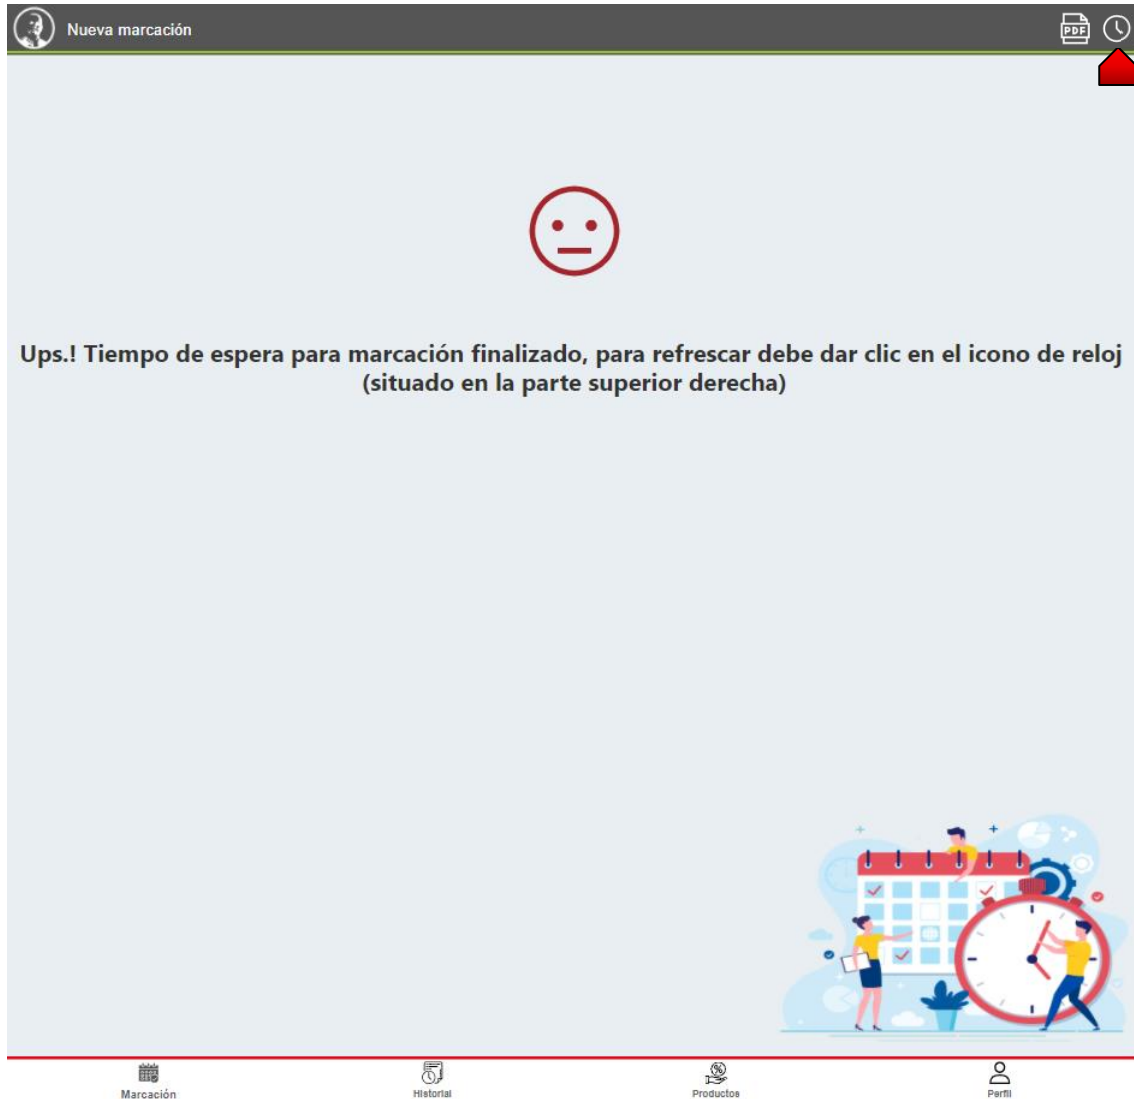 Nueva marcación
PDF
Ups.! Tiempo de espera para marcación finalizado, para refrescar debe dar clic en el icono de reloj
(situado en la parte superior derecha)
Marcación
Historial
Productos
Perfil